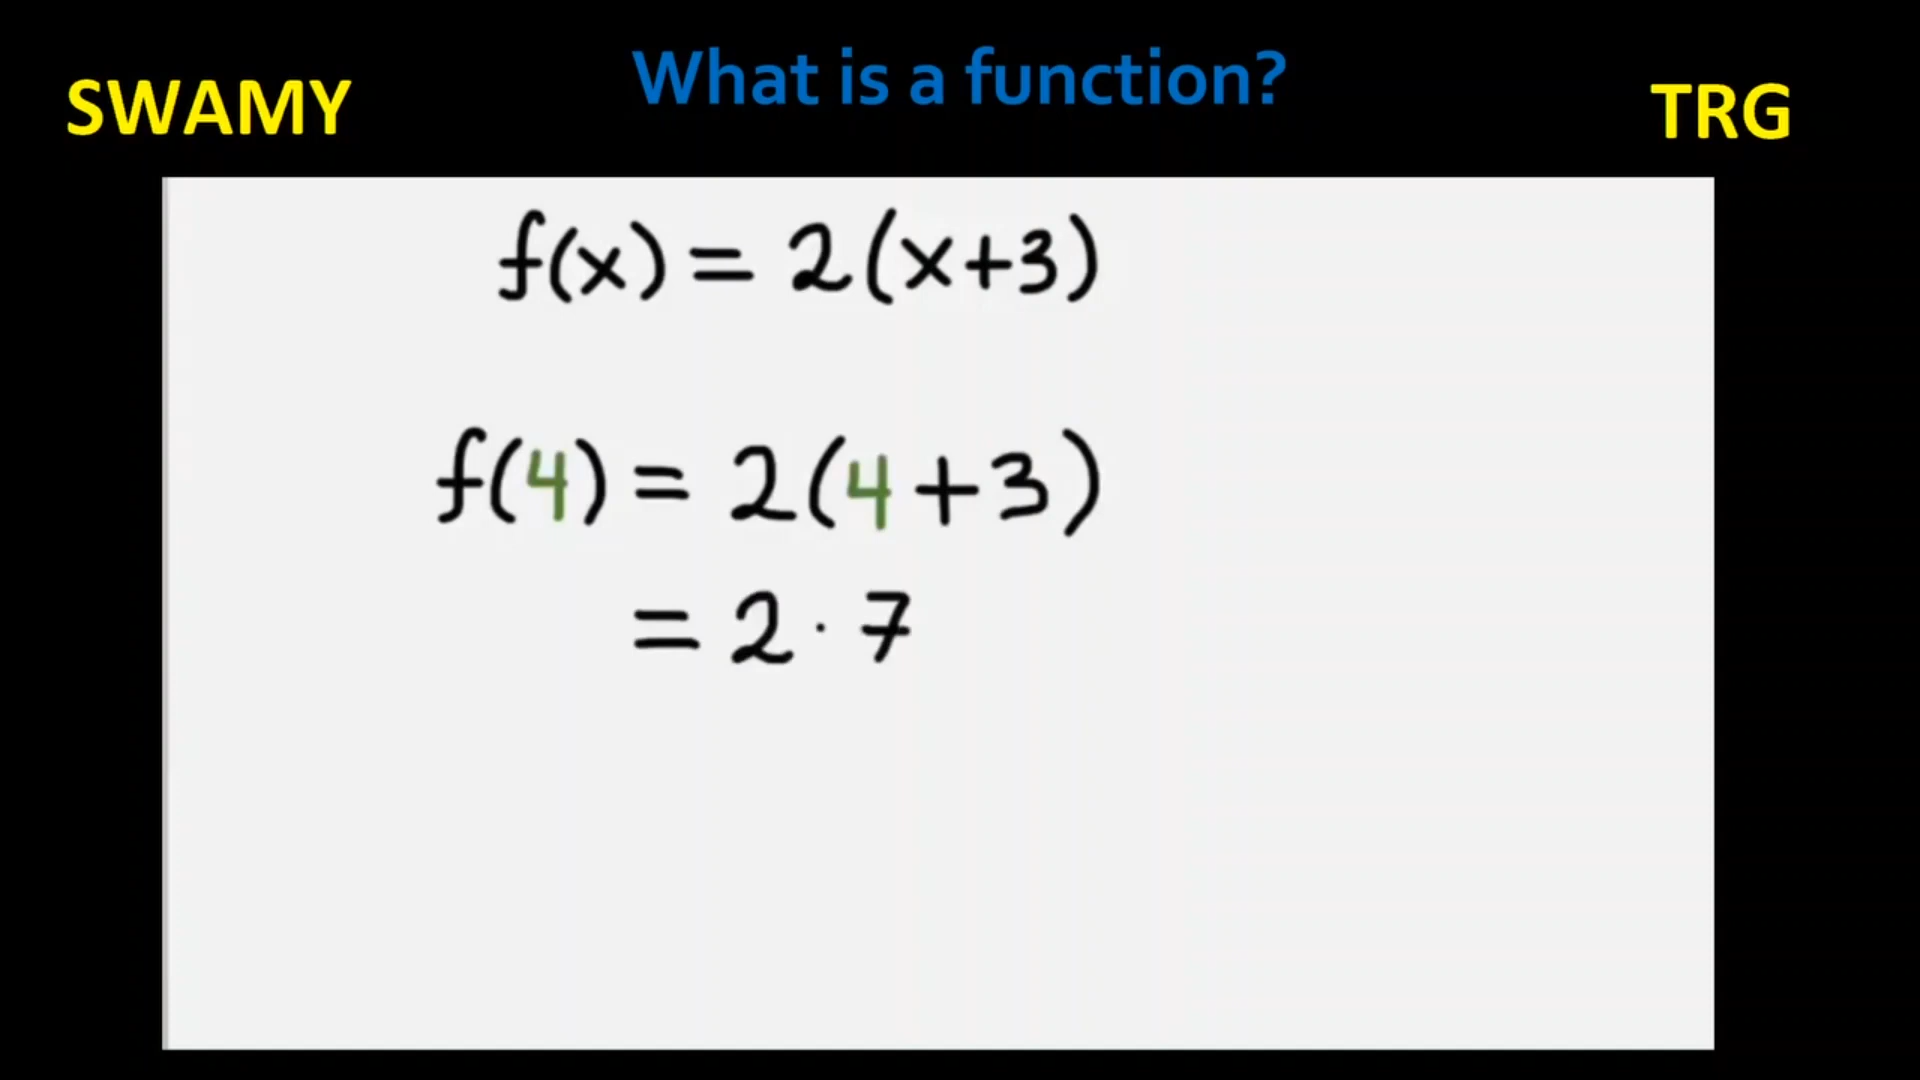 What is a function?
SWAMY
TRG
f(x) = 2(x+3)
f(4) = 2(4+3)
= 2 · 7